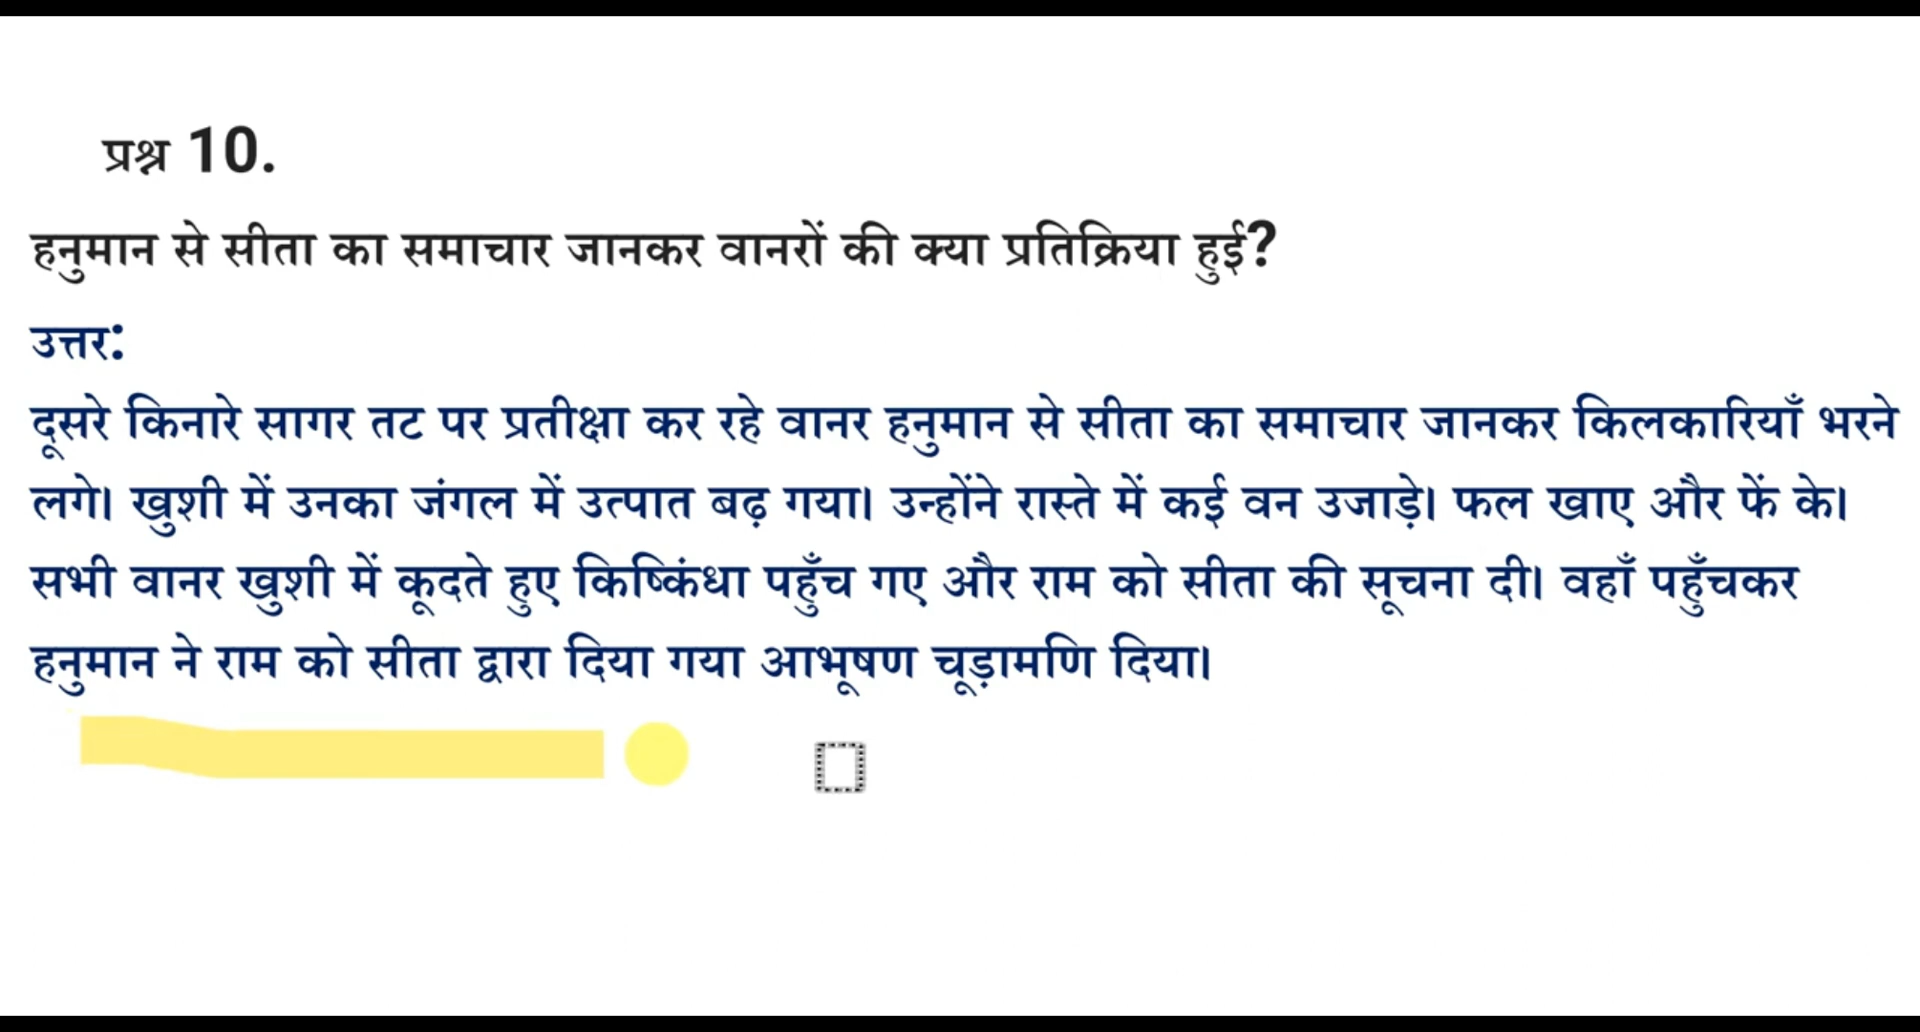 प्रश्न 10.
हनुमान से सीता का समाचार जानकर वानरों की क्या प्रतिक्रिया हुई?
उत्तर:
दूसरे किनारे सागर तट पर प्रतीक्षा कर रहे वानर हनुमान से सीता का समाचार जानकर किलकारियाँ भरने
लगे। खुशी में उनका जंगल में उत्पात बढ़ गया। उन्होंने रास्ते में कई वन उजाड़े। फल खाए और फें के।
सभी वानर खुशी में कूदते हुए किष्किंधा पहुँच गए और राम को सीता की सूचना दी। वहाँ पहुँचकर
हनुमान ने राम को सीता द्वारा दिया गया आभूषण चूड़ामणि दिया।